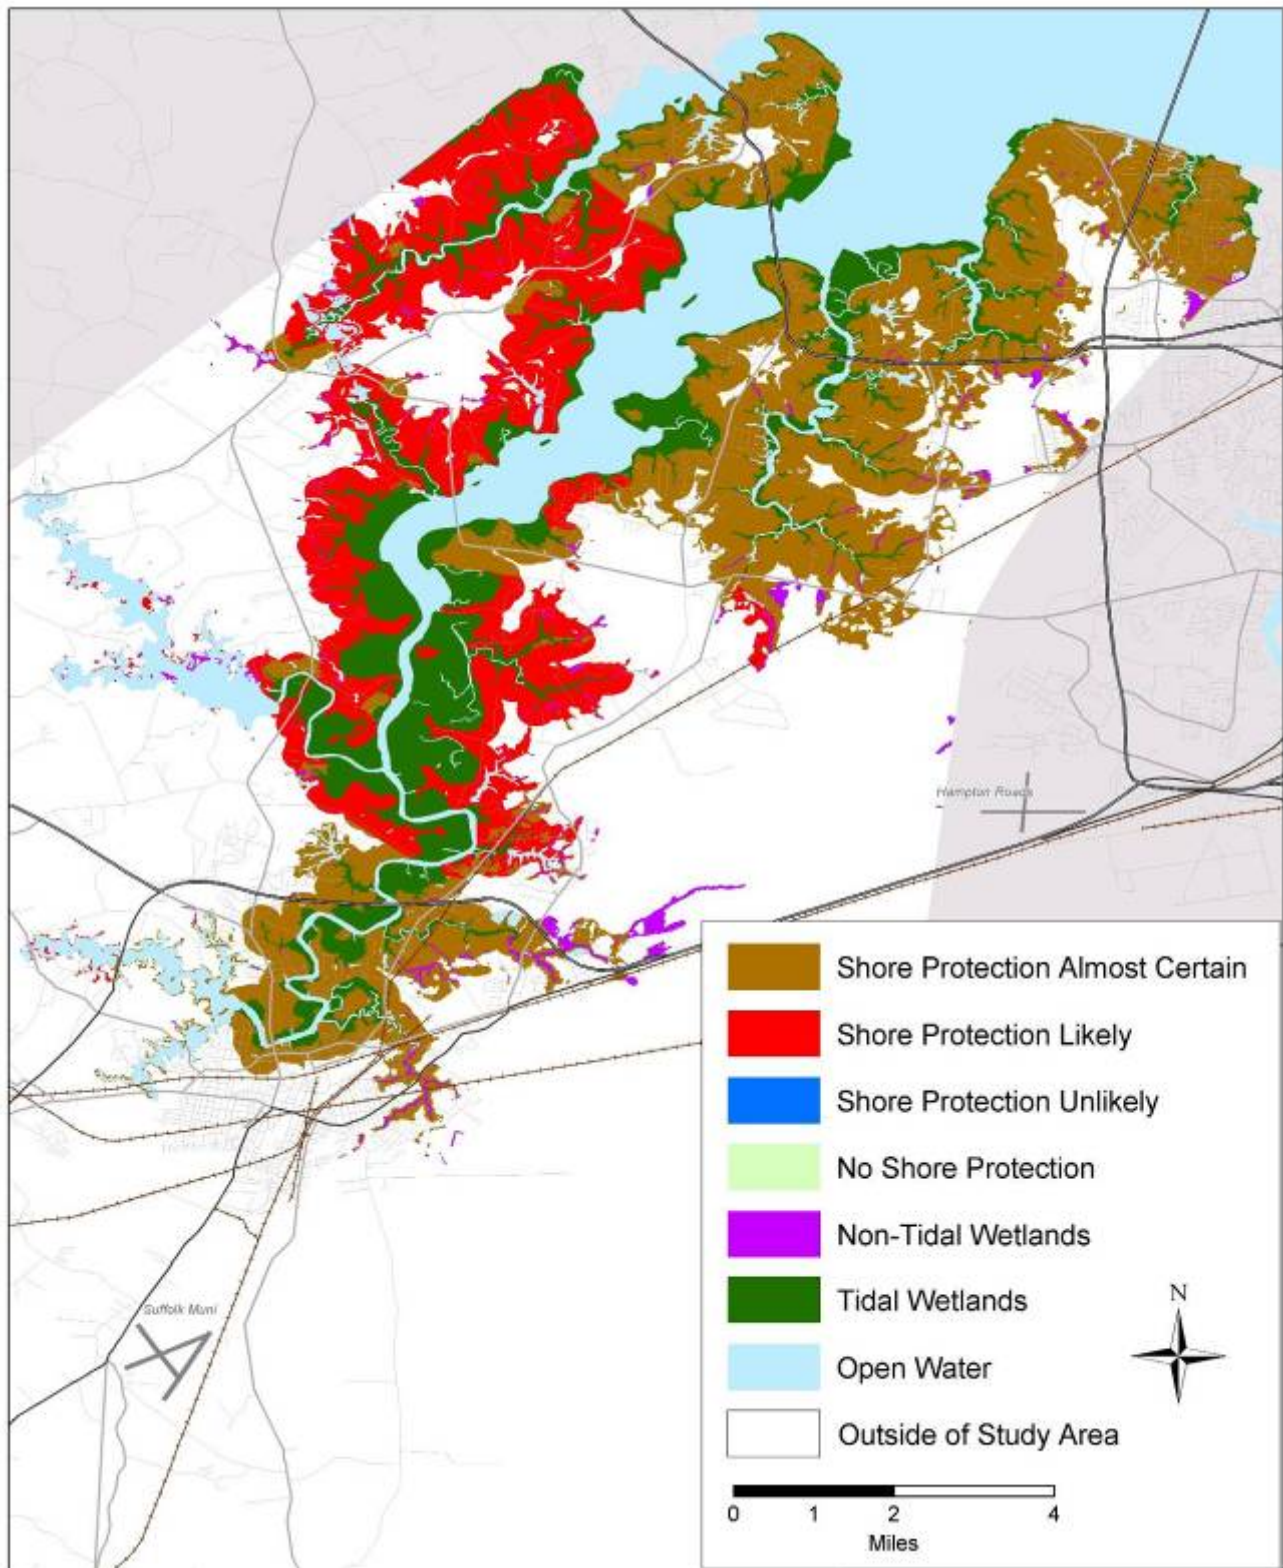 Hampton Roads
Shore Protection Almost Certain
Shore Protection Likely
Shore Protection Unlikely
No Shore Protection
Non-Tidal Wetlands
Tidal Wetlands
Open Water
Outside of Study Area
N
0 1 2 4
Miles
Suffolk Muni